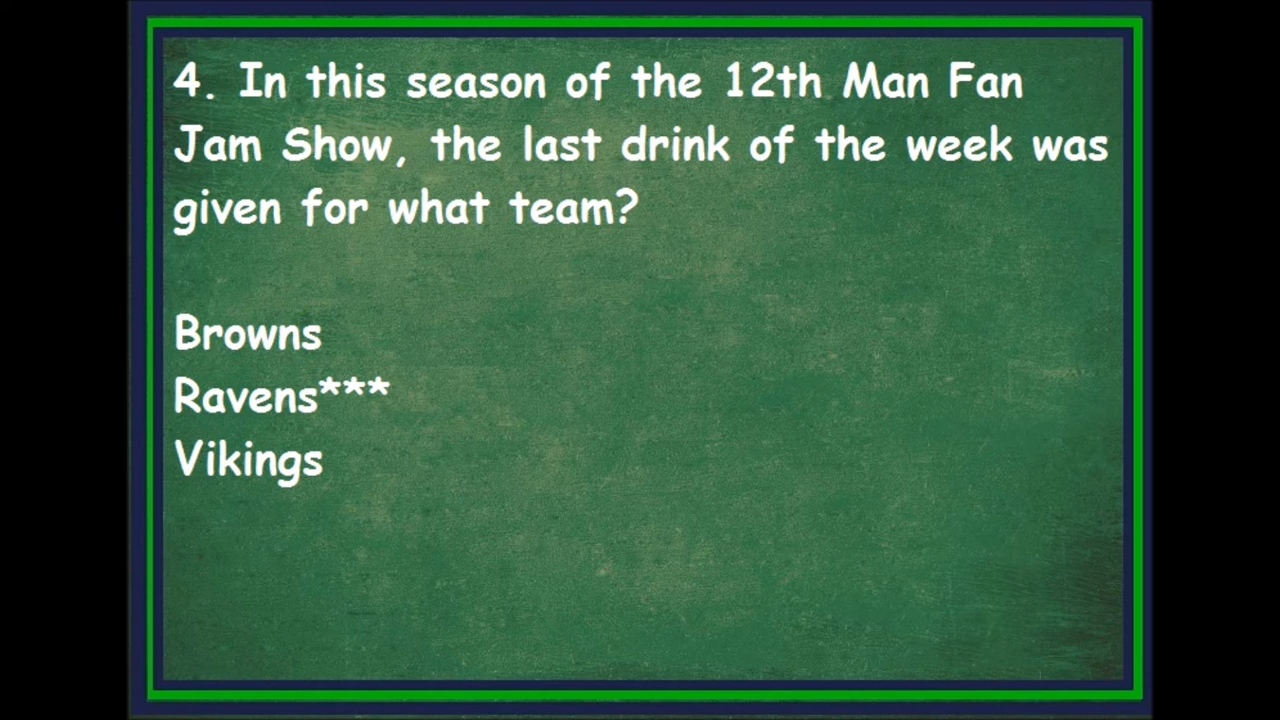 4. In this season of the 12th Man Fan
Jam Show, the last drink of the week was
given for what team?
Browns
Ravens***
Vikings